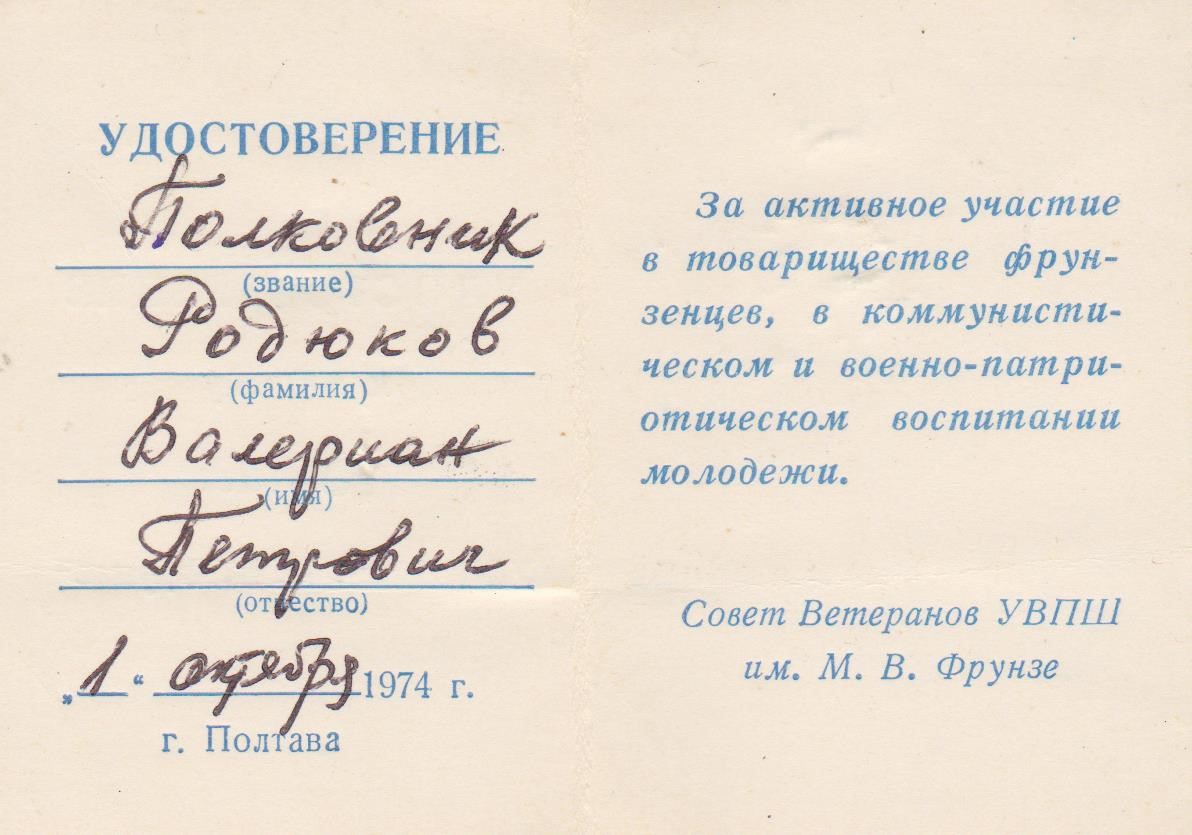 УДОСТОВЕРЕНИЕ
Полковник
(звание)
Родюков
(фамилия)
Валериан
(имя)
Петрович
(отчество)
„1“ октября 1974 г.
г. Полтава
За активное участие
в товариществе фрун-
зенцев, в коммунисти-
ческом и военно-патри-
отическом воспитании
молодежи.
Совет Ветеранов УВПШ
им. М. В. Фрунзе